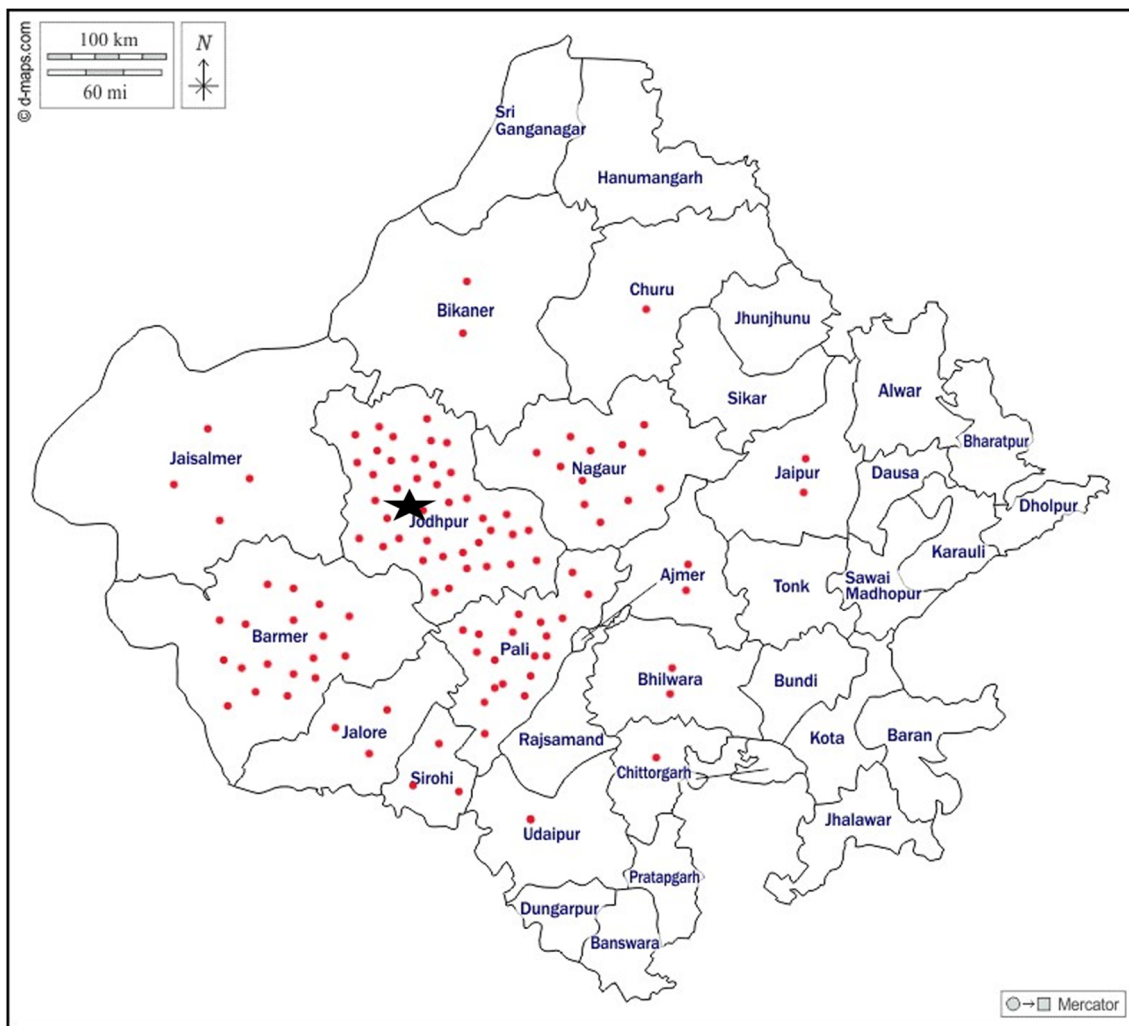 © d-maps.com
100 km
60 mi
N
Sri
Ganganagar
Hanumangarh
Bikaner
Churu
Jhunjhunu
Sikar
Alwar
Bharatpur
Jaisalmer
Nagaur
Jaipur
Dausa
Dholpur
Jodhpur
Karauli
Ajmer
Tonk
Sawai
Madhopur
Barmer
Pali
Bhilwara
Bundi
Jalore
Rajsamand
Kota
Baran
Sirohi
Chittorgarh
Jhalawar
Udaipur
Pratapgarh
Dungarpur
Banswara
Mercator